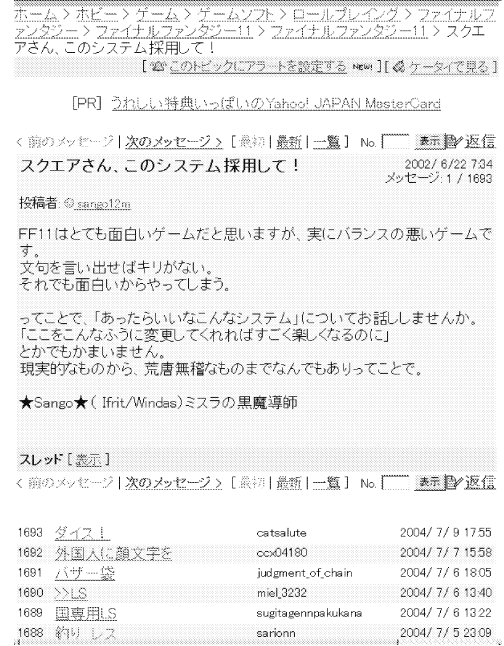 ホーム > ホビー > ゲーム > ゲームソフト > ロールプレイング > ファイナルフ
ァンタジー > ファイナルファンタジー11 > ファイナルファンタジー11 > スクエ
アさん、このシステム採用して！
[ このトピックにアラートを設定する NEW! ] [ ケータイで見る ]
[PR] うれしい特典いっぱいのYahoo! JAPAN MasterCard
< 前のメッセージ | 次のメッセージ > [ 最初 | 最新 | 一覧 ] No. 表示 返信
スクエアさん、このシステム採用して！ 2002/ 6/22 7:34
メッセージ: 1 / 1693
投稿者: sango12m
FF11はとても面白いゲームだと思いますが、実にバランスの悪いゲームで
す。
文句を言い出せばキリがない。
それでも面白いからやってしまう。
ってことで、「あったらいいなこんなシステム」についてお話ししませんか。
「ここをこんなふうに変更してくれればすごく楽しくなるのに」
とかでもかまいません。
現実的なものから、荒唐無稽なものまでなんでもありってことで。
★Sango★( Ifrit/Windas)ミスラの黒魔導師
スレッド [ 表示 ]
< 前のメッセージ | 次のメッセージ > [ 最初 | 最新 | 一覧 ] No. 表示 返信
1693 ダイス！ catsalute 2004/ 7/ 9 17:55
1692 外国人に顔文字を ccx04180 2004/ 7/ 7 15:58
1691 バザー袋 judgment_of_chain 2004/ 7/ 6 18:05
1690 >>LS miel_3232 2004/ 7/ 6 13:40
1689 国専用LS sugitagennpakukana 2004/ 7/ 6 13:22
1688 釣り レス sarionn 2004/ 7/ 5 23:09